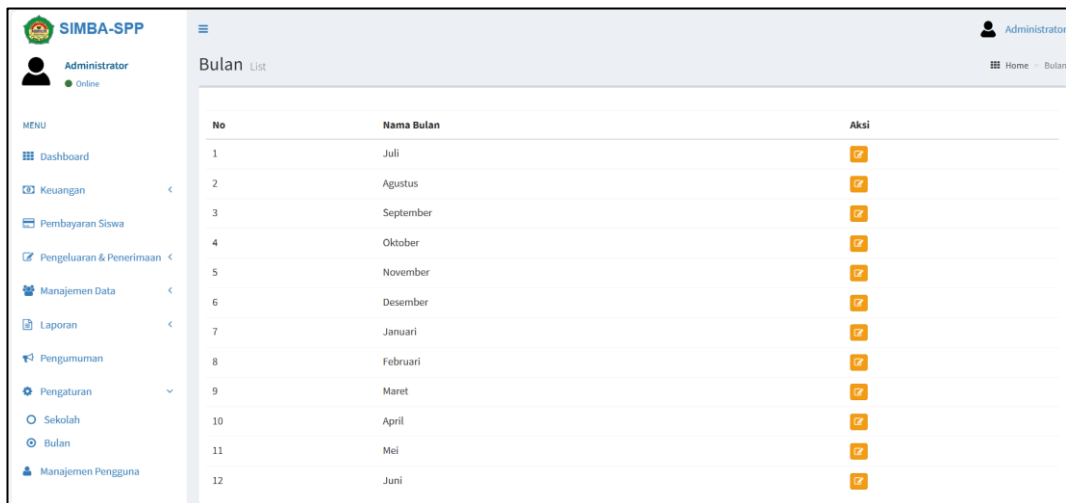 SIMBA-SPP
Administrator
Online
MENU
Dashboard
Keuangan
Pembayaran Siswa
Pengeluaran & Penerimaan
Manajemen Data
Laporan
Pengumuman
Pengaturan
Sekolah
Bulan
Manajemen Pengguna
Administrator
Bulan List
Home Bulan
No Nama Bulan Aksi
1 Juli
2 Agustus
3 September
4 Oktober
5 November
6 Desember
7 Januari
8 Februari
9 Maret
10 April
11 Mei
12 Juni